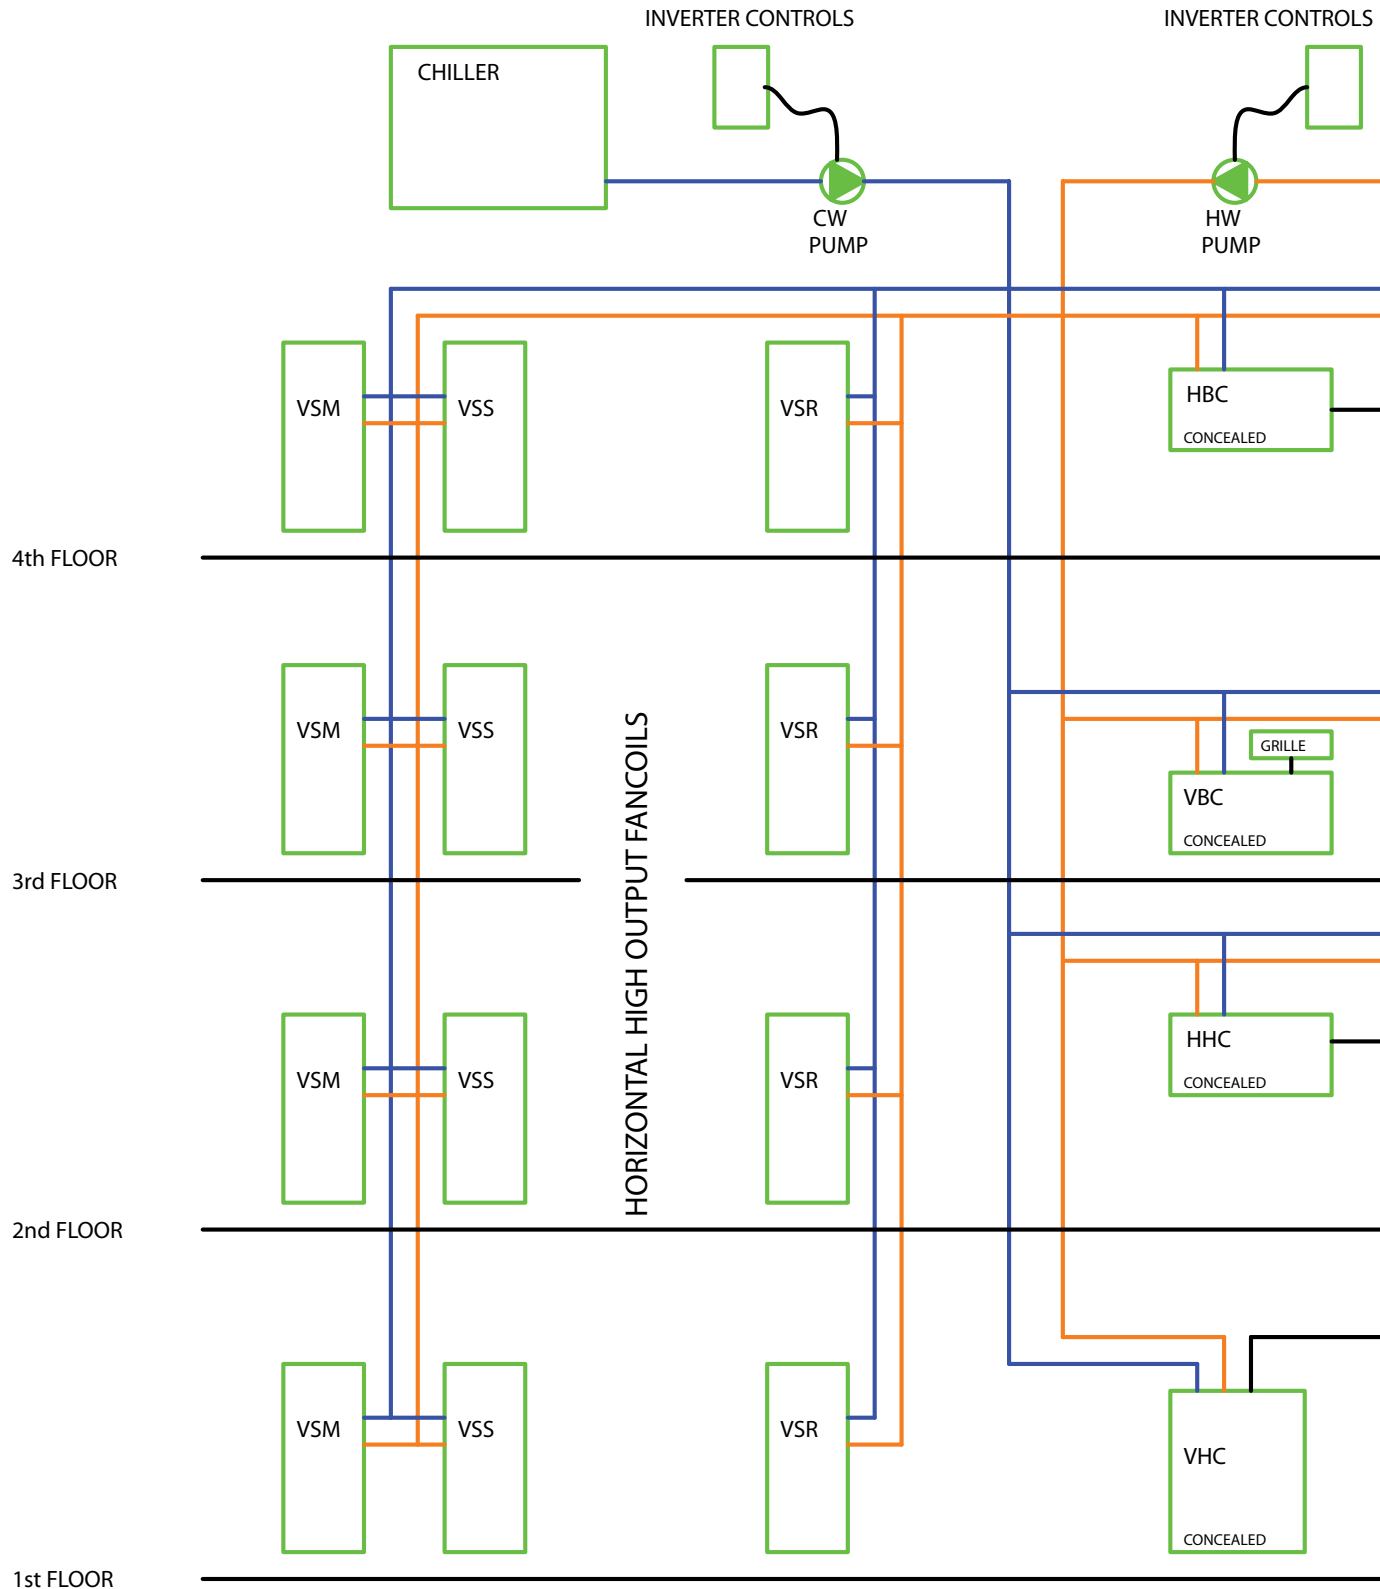 INVERTER CONTROLS
INVERTER CONTROLS
CHILLER
CW
PUMP
HW
PUMP
VSM
VSS
VSR
HBC
CONCEALED
4th FLOOR
VSM
VSS
VSR
GRILLE
VBC
CONCEALED
3rd FLOOR
HORIZONTAL HIGH OUTPUT FANCOILS
VSM
VSS
VSR
HHC
CONCEALED
2nd FLOOR
VSM
VSS
VSR
VHC
CONCEALED
1st FLOOR